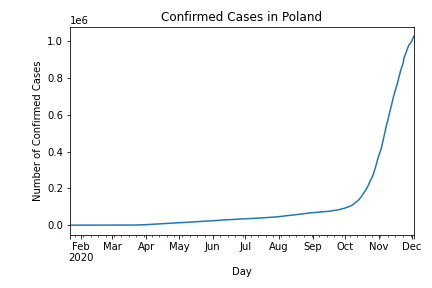 Confirmed Cases in Poland
1e6
1.0
0.8
0.6
0.4
0.2
0.0
Number of Confirmed Cases
Feb Mar Apr May Jun Jul Aug Sep Oct Nov Dec
2020
Day